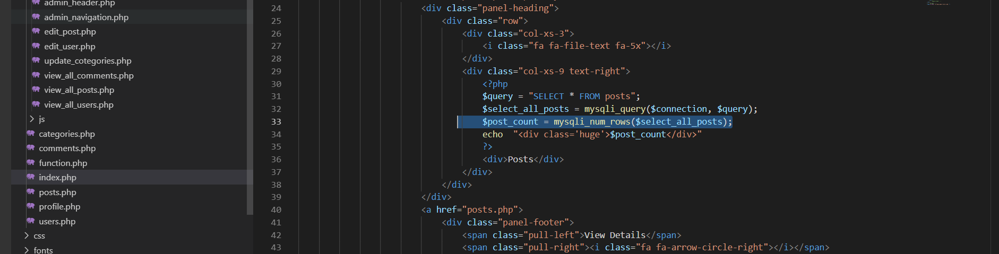 admin_header.php
admin_navigation.php
edit_post.php
edit_user.php
update_cotegories.php
view_all_comments.php
view_all_posts.php
view_all_users.php
js
categories.php
comments.php
function.php
index.php
posts.php
profile.php
users.php
css
fonts
24 <div class="panel-heading">
25 <div class="row">
26 <div class="col-xs-3">
27 <i class="fa fa-file-text fa-5x"></i>
28 </div>
29 <div class="col-xs-9 text-right">
30 <?php
31 $query = "SELECT * FROM posts";
32 $select_all_posts = mysqli_query($connection, $query);
33 $post_count = mysqli_num_rows($select_all_posts);
34 echo  "<div class='huge'>$post_count</div>"
35 ?>
36 <div>Posts</div>
37 </div>
38 </div>
39 </div>
40 <a href="posts.php">
41 <div class="panel-footer">
42 <span class="pull-left">View Details</span>
43 <span class="pull-right"><i class="fa fa-arrow-circle-right"></i></span>